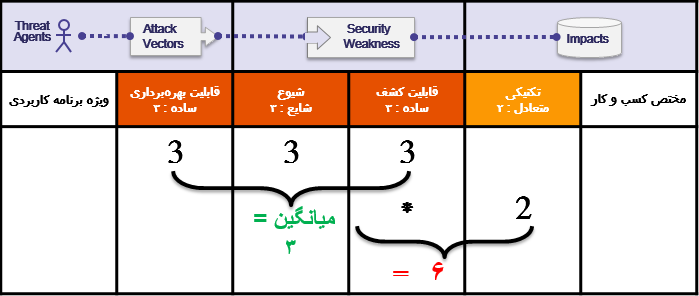 Threat Agents
Attack Vectors
Security Weakness
Impacts
ویژه برنامه کاربردی
قابلیت بهره‌برداری
ساده : ۳
شیوع
شایع : ۳
قابلیت کشف
ساده : ۳
تکنیکی
متعادل : ۲
مختص کسب و کار
3 3 3
میانگین =
۳
* 2
= ۶